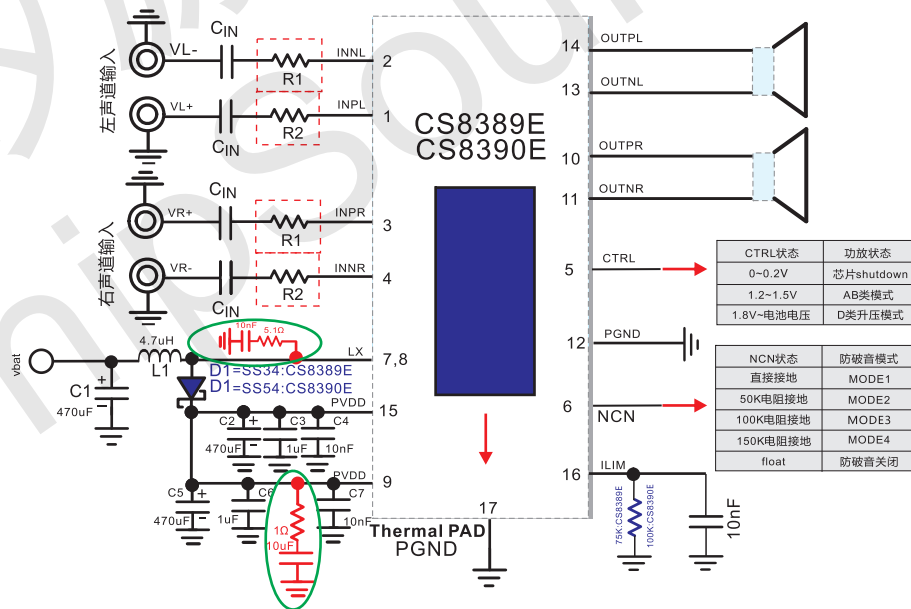 左声道输入
VL-
CIN
R1
INNL
2
VL+
CIN
R2
INPL
1
右声道输入
VR+
CIN
R1
INPR
3
VR-
CIN
R2
INNR
4
CS8389E
CS8390E
14
OUTPL
13
OUTNL
10
OUTPR
11
OUTNR
5
CTRL
CTRL状态 功放状态
0~0.2V 芯片shutdown
1.2~1.5V AB类模式
1.8V~电池电压 D类升压模式
12
PGND
NCN状态 防破音模式
直接接地 MODE1
50K电阻接地 MODE2
100K电阻接地 MODE3
150K电阻接地 MODE4
float 防破音关闭
6
NCN
16
ILIM
75K:CS8389E
100K:CS8390E
10nF
vbat
4.7uH
L1
10nF
5.1Ω
LX
7,8
D1=SS34:CS8389E
D1=SS54:CS8390E
C1
+
-
470uF
PVDD
15
C2
+
-
470uF
C3
1uF
C4
10nF
PVDD
9
C5
+
-
470uF
C6
1uF
1Ω
10uF
C7
10nF
17
Thermal PAD
PGND